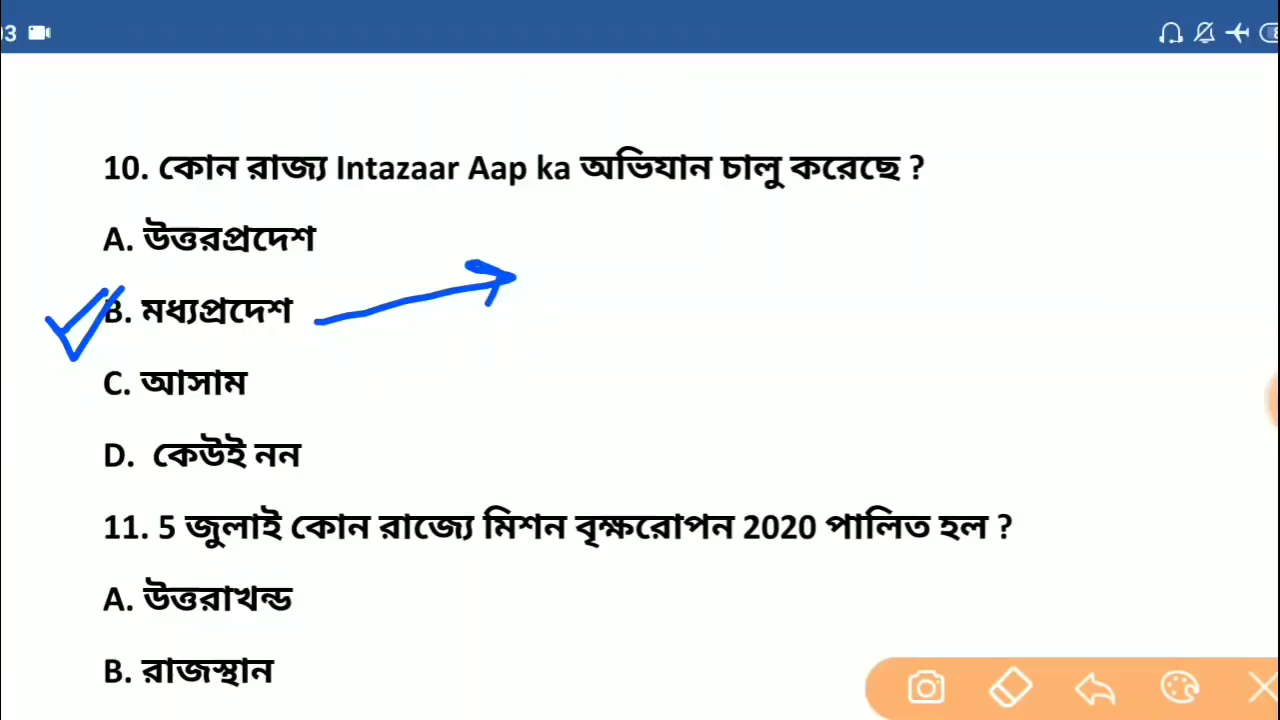 03
10. কোন রাজ্য Intazaar Aap ka অভিযান চালু করেছে ?
A. উত্তরপ্রদেশ
B. মধ্যপ্রদেশ
C. আসাম
D. কেউই নন
11. 5 জুলাই কোন রাজ্যে মিশন বৃক্ষরোপন 2020 পালিত হল ?
A. উত্তরাখন্ড
B. রাজস্থান